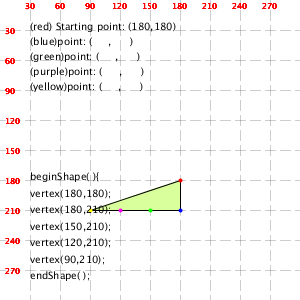 30 60 90 120 150 180 210 240 270
30
(red) Starting point: (180,180)
(blue)point: (    ,    )
60
(green)point: (    ,    )
(purple)point: (    ,    )
90
(yellow)point: (    ,    )
120
150
180
beginShape(){
vertex(180,180);
210
vertex(180,210);
vertex(150,210);
240
vertex(120,210);
vertex(90,210);
270
endShape();